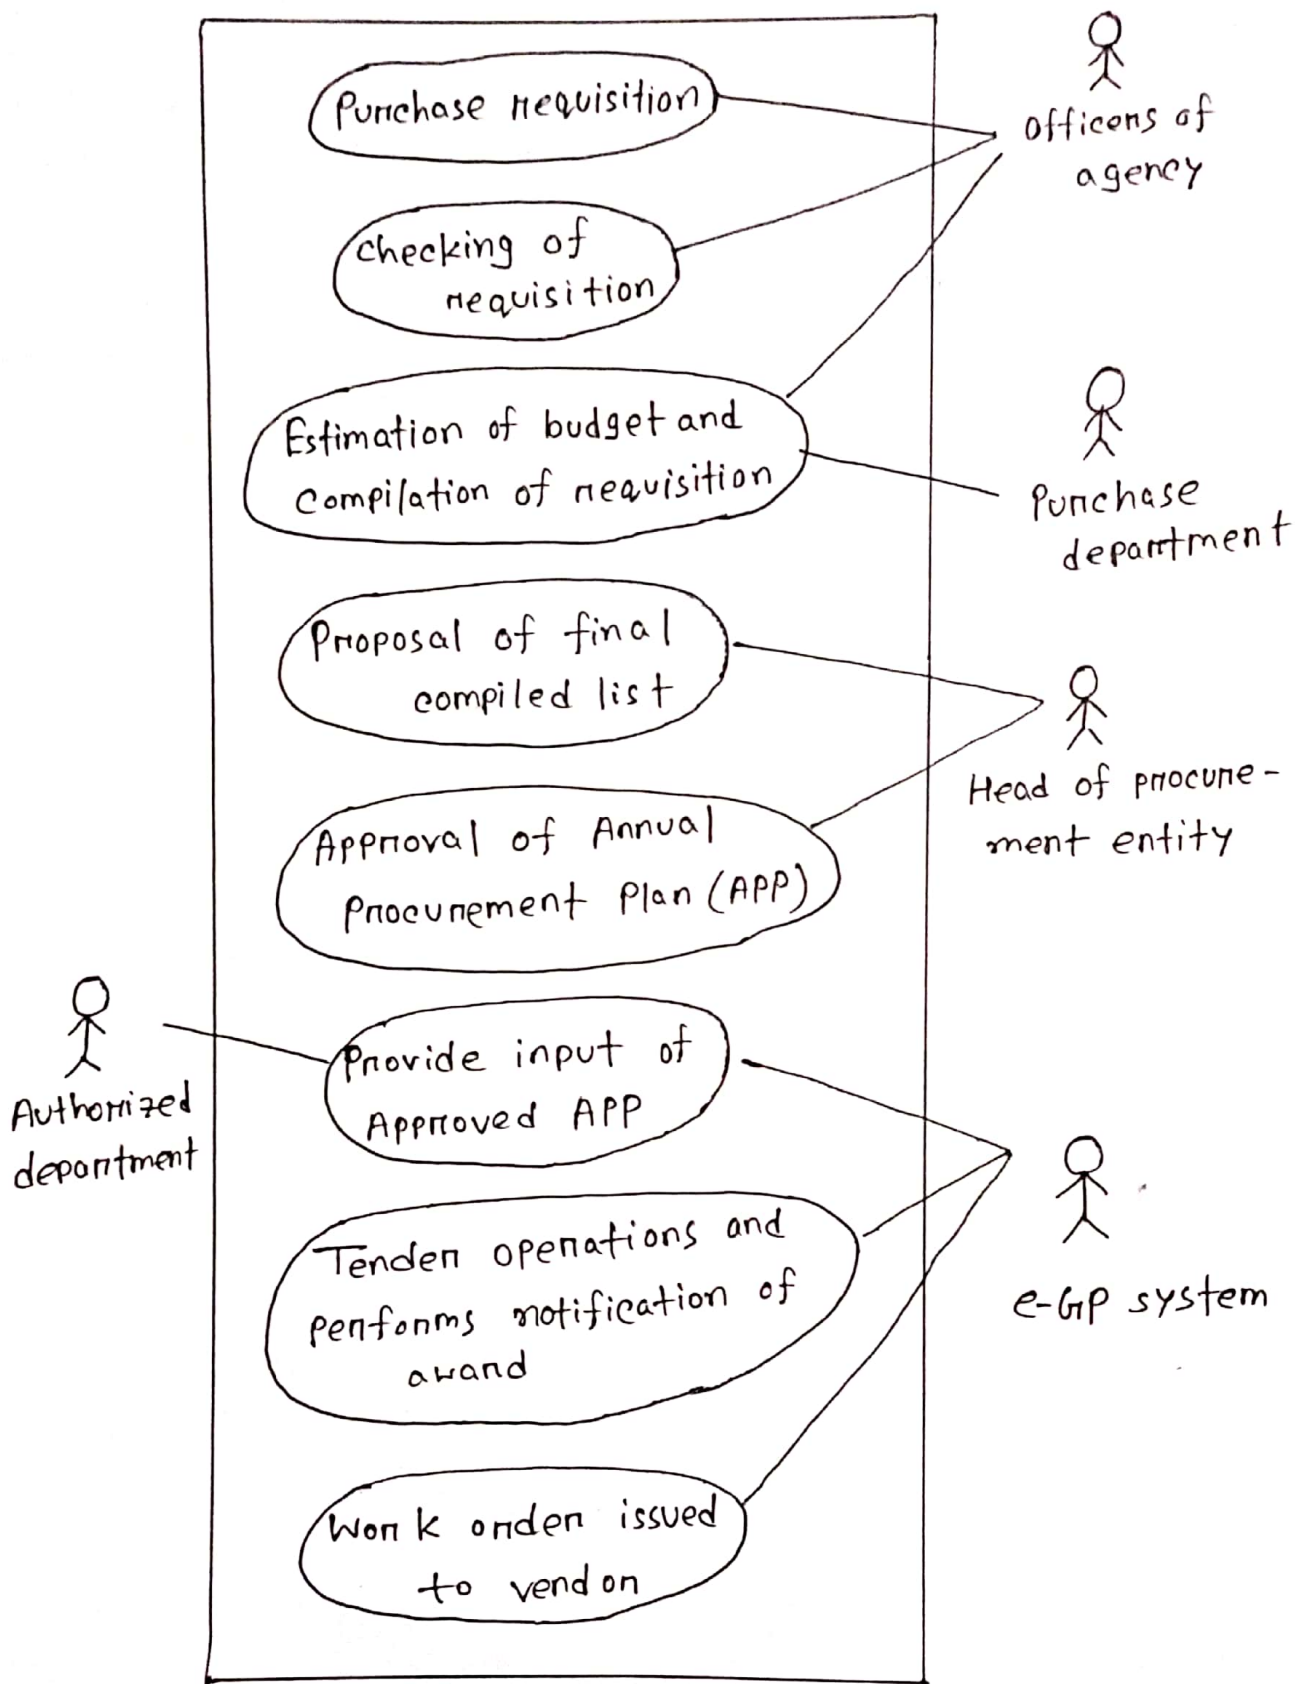 Purchase requisition
Officers of
agency
checking of
requisition
Estimation of budget and
Compilation of requisition
Purchase
department
Proposal of final
compiled list
Head of procure-
ment entity
Approval of Annual
Procurement Plan (APP)
Authorized
department
Provide input of
Approved APP
Tender operations and
performs notification of
award
e-GP system
Work order issued
to vendor